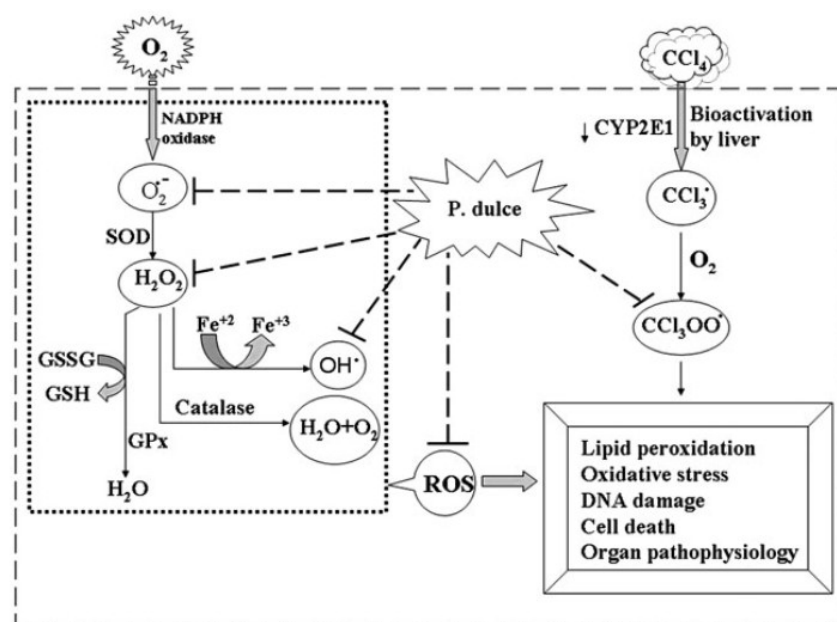 O₂
CCl₄
NADPH
oxidase
↓ CYP2E1
Bioactivation
by liver
O₂•⁻
P. dulce
CCl₃•
SOD
O₂
H₂O₂
CCl₃OO•
Fe⁺² Fe⁺³
GSSG
OH•
GSH
Catalase
H₂O+O₂
GPx
H₂O
ROS
Lipid peroxidation
Oxidative stress
DNA damage
Cell death
Organ pathophysiology